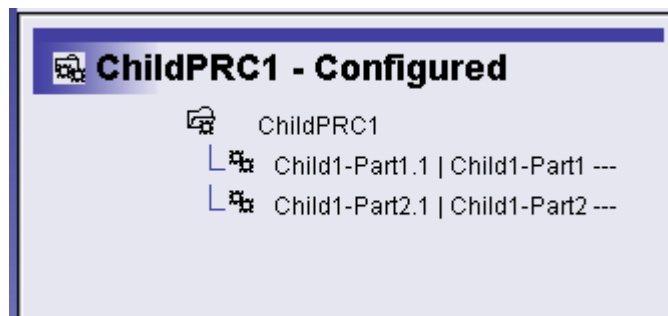 ChildPRC1 - Configured
ChildPRC1
Child1-Part1.1 | Child1-Part1 ---
Child1-Part2.1 | Child1-Part2 ---